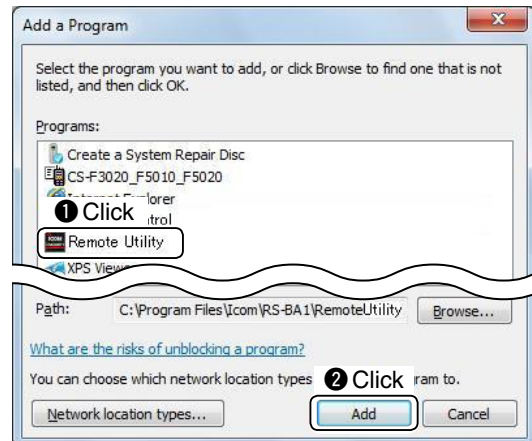 Add a Program
Select the program you want to add, or click Browse to find one that is not
listed, and then click OK.
Programs:
Create a System Repair Disc
CS-F3020_F5010_F5020
❶ Click
Remote Utility
XPS
Path: C:\Program Files\Icom\RS-BA1\RemoteUtility Browse...
What are the risks of unblocking a program?
You can choose which network location types ❷ Click to.
Network location types... Add Cancel